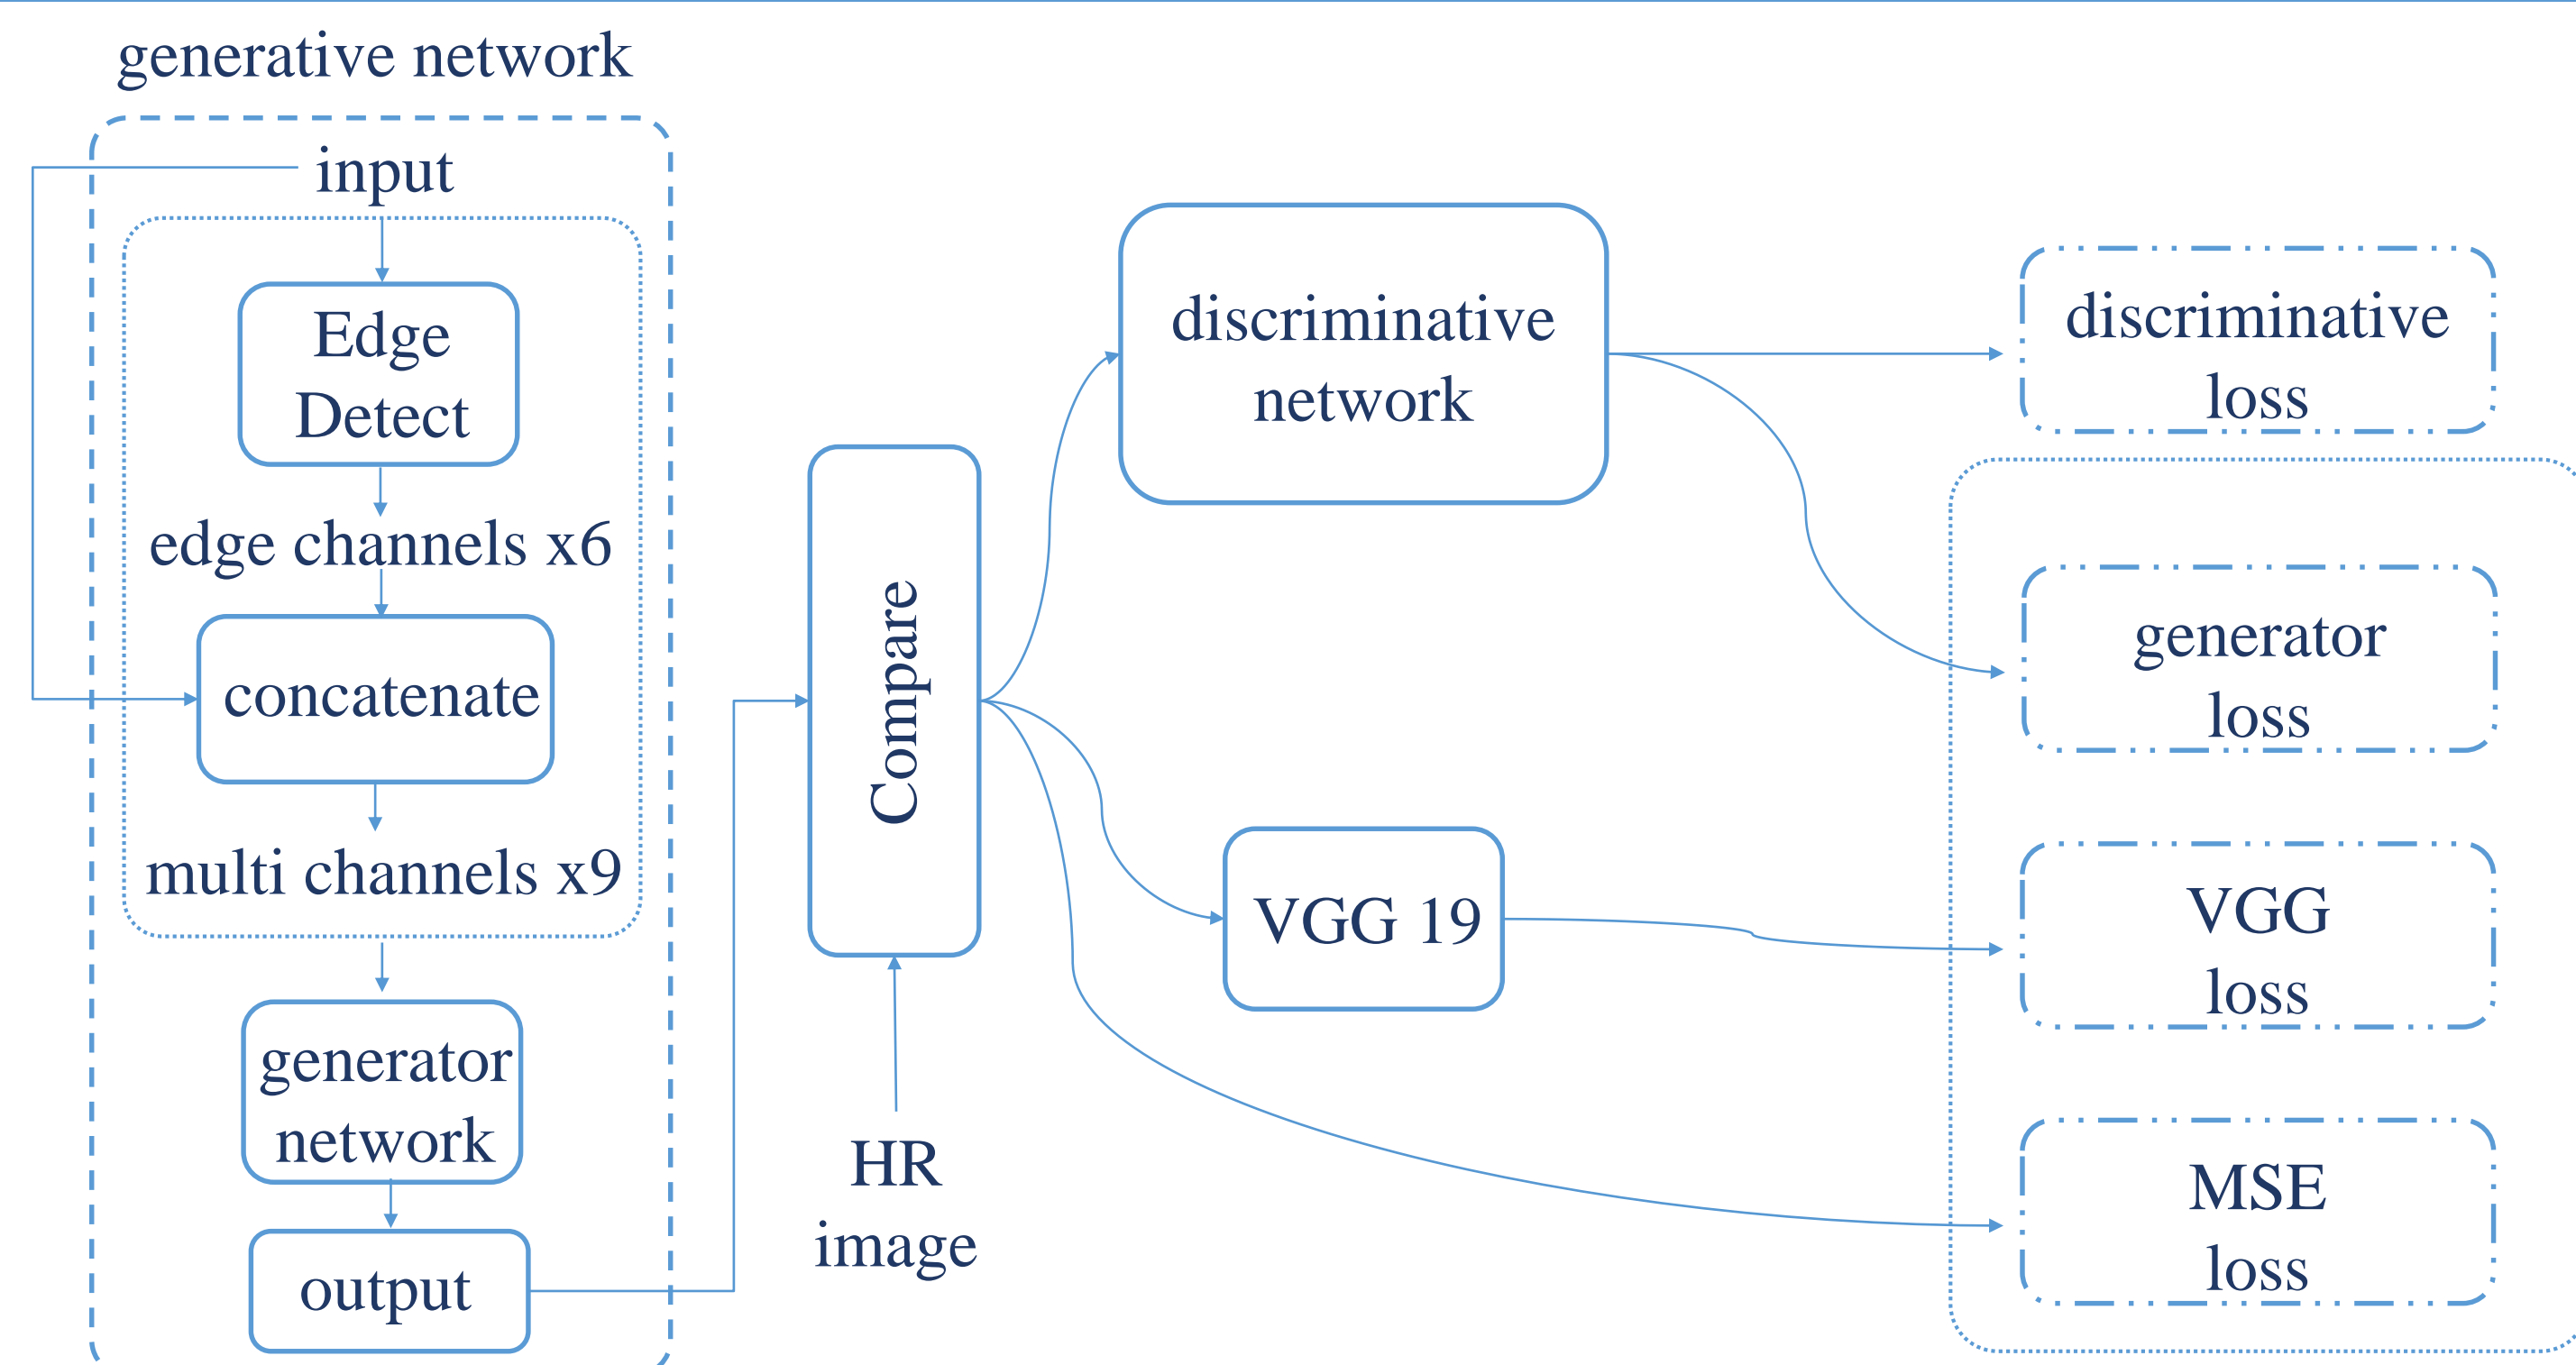 generative network
input
Edge
Detect
edge channels x6
concatenate
multi channels x9
generator
network
output
Compare
HR
image
discriminative
network
VGG 19
discriminative
loss
generator
loss
VGG
loss
MSE
loss